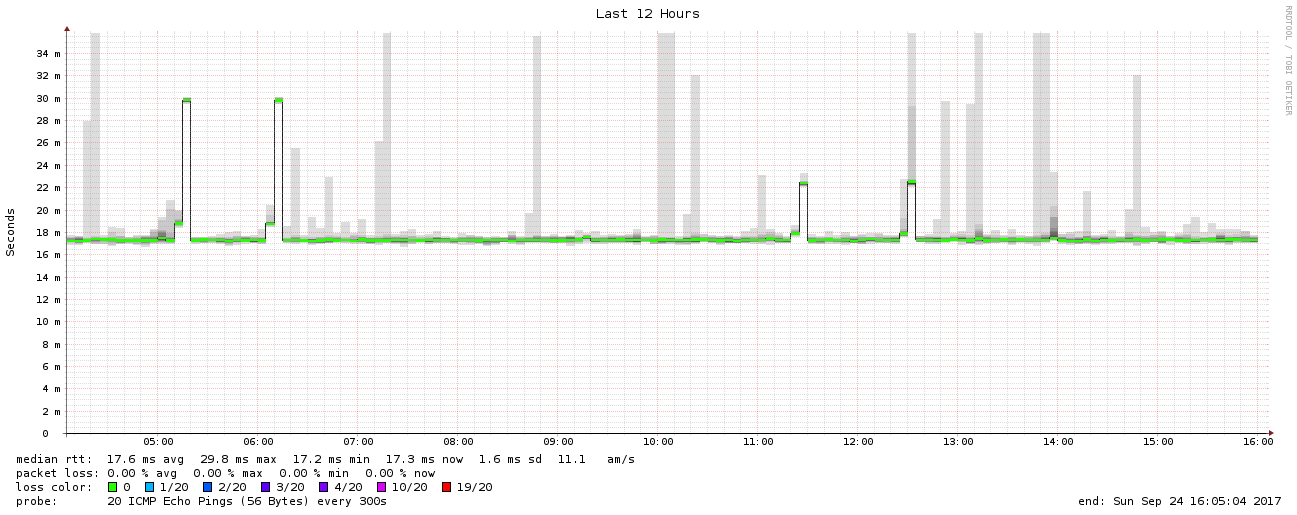 Last 12 Hours
RRDTOOL / TOBI OETIKER
Seconds
34 m
32 m
30 m
28 m
26 m
24 m
22 m
20 m
18 m
16 m
14 m
12 m
10 m
8 m
6 m
4 m
2 m
0
05:00 06:00 07:00 08:00 09:00 10:00 11:00 12:00 13:00 14:00 15:00 16:00
median rtt: 17.6 ms avg 29.8 ms max 17.2 ms min 17.3 ms now 1.6 ms sd 11.1 am/s
packet loss: 0.00 % avg 0.00 % max 0.00 % min 0.00 % now
loss color: 0 1/20 2/20 3/20 4/20 10/20 19/20
probe: 20 ICMP Echo Pings (56 Bytes) every 300s end: Sun Sep 24 16:05:04 2017